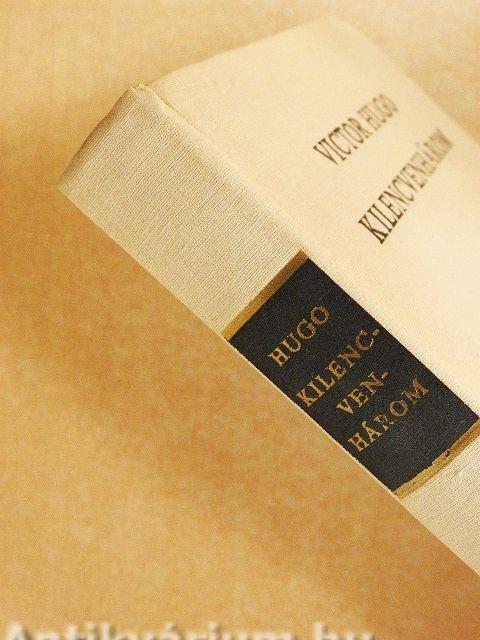 VICTOR HUGO
KILENCVENHÁROM
HUGO
KILENC-
VEN-
HÁROM
Antikvárium.hu